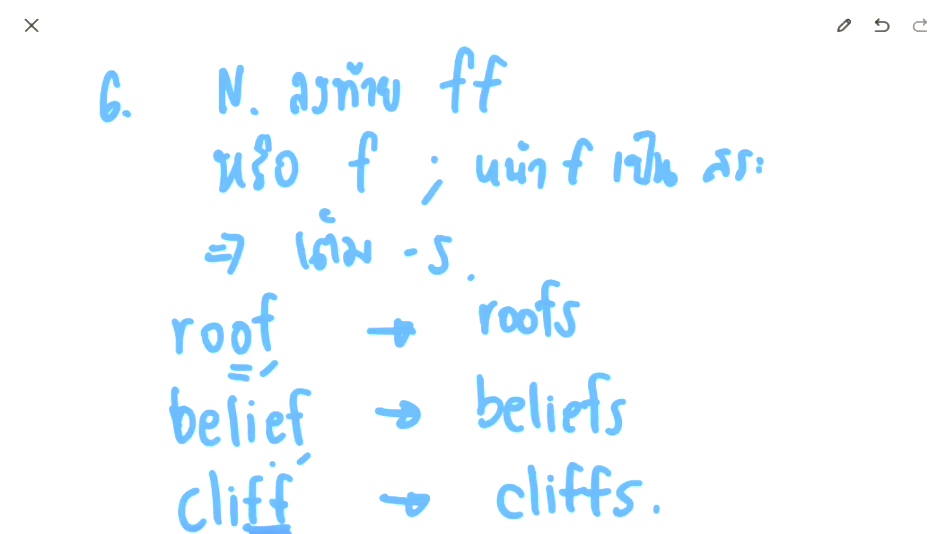 6. N. ลงท้าย ff
หรือ f ; หน้า f เป็น สระ
⇒ เติม -s.
roof → roofs
belief → beliefs
cliff → cliffs.